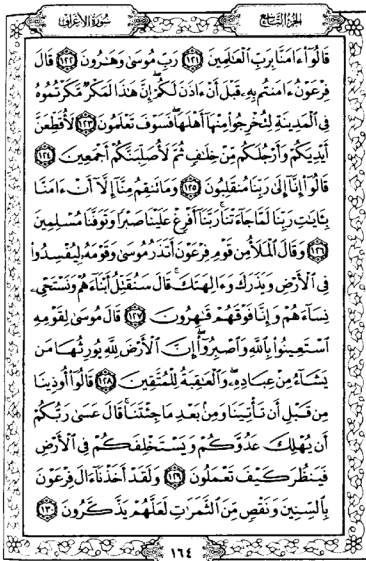 الجزء التاسع سُورَةُ الأَعْرَافِ
قَالُوٓاْ ءَامَنَّا بِرَبِّ ٱلْعَٰلَمِينَ ١٢١ رَبِّ مُوسَىٰ وَهَٰرُونَ ١٢٢ قَالَ
فِرْعَوْنُ ءَامَنتُم بِهِۦ قَبْلَ أَنْ ءَاذَنَ لَكُمْ ۖ إِنَّ هَٰذَا لَمَكْرٌ مَّكَرْتُمُوهُ
فِى ٱلْمَدِينَةِ لِتُخْرِجُواْ مِنْهَآ أَهْلَهَا ۖ فَسَوْفَ تَعْلَمُونَ ١٢٣ لَأُقَطِّعَنَّ
أَيْدِيَكُمْ وَأَرْجُلَكُم مِّنْ خِلَٰفٍ ثُمَّ لَأُصَلِّبَنَّكُمْ أَجْمَعِينَ ١٢٤
قَالُوٓاْ إِنَّآ إِلَىٰ رَبِّنَا مُنقَلِبُونَ ١٢٥ وَمَا تَنقِمُ مِنَّآ إِلَّآ أَنْ ءَامَنَّا
بِـَٔايَٰتِ رَبِّنَا لَمَّا جَآءَتْنَا ۚ رَبَّنَآ أَفْرِغْ عَلَيْنَا صَبْرًا وَتَوَفَّنَا مُسْلِمِينَ
١٢٦ وَقَالَ ٱلْمَلَأُ مِن قَوْمِ فِرْعَوْنَ أَتَذَرُ مُوسَىٰ وَقَوْمَهُۥ لِيُفْسِدُواْ
فِى ٱلْأَرْضِ وَيَذَرَكَ وَءَالِهَتَكَ ۚ قَالَ سَنُقَتِّلُ أَبْنَآءَهُمْ وَنَسْتَحْىِۦ
نِسَآءَهُمْ وَإِنَّا فَوْقَهُمْ قَٰهِرُونَ ١٢٧ قَالَ مُوسَىٰ لِقَوْمِهِ
ٱسْتَعِينُواْ بِٱللَّهِ وَٱصْبِرُوٓاْ ۖ إِنَّ ٱلْأَرْضَ لِلَّهِ يُورِثُهَا مَن
يَشَآءُ مِنْ عِبَادِهِۦ ۖ وَٱلْعَٰقِبَةُ لِلْمُتَّقِينَ ١٢٨ قَالُوٓاْ أُوذِينَا
مِن قَبْلِ أَن تَأْتِيَنَا وَمِنۢ بَعْدِ مَا جِئْتَنَا ۚ قَالَ عَسَىٰ رَبُّكُمْ
أَن يُهْلِكَ عَدُوَّكُمْ وَيَسْتَخْلِفَكُمْ فِى ٱلْأَرْضِ
فَيَنظُرَ كَيْفَ تَعْمَلُونَ ١٢٩ وَلَقَدْ أَخَذْنَآ ءَالَ فِرْعَوْنَ
بِٱلسِّنِينَ وَنَقْصٍ مِّنَ ٱلثَّمَرَٰتِ لَعَلَّهُمْ يَذَّكَّرُونَ ١٣٠
١٦٤